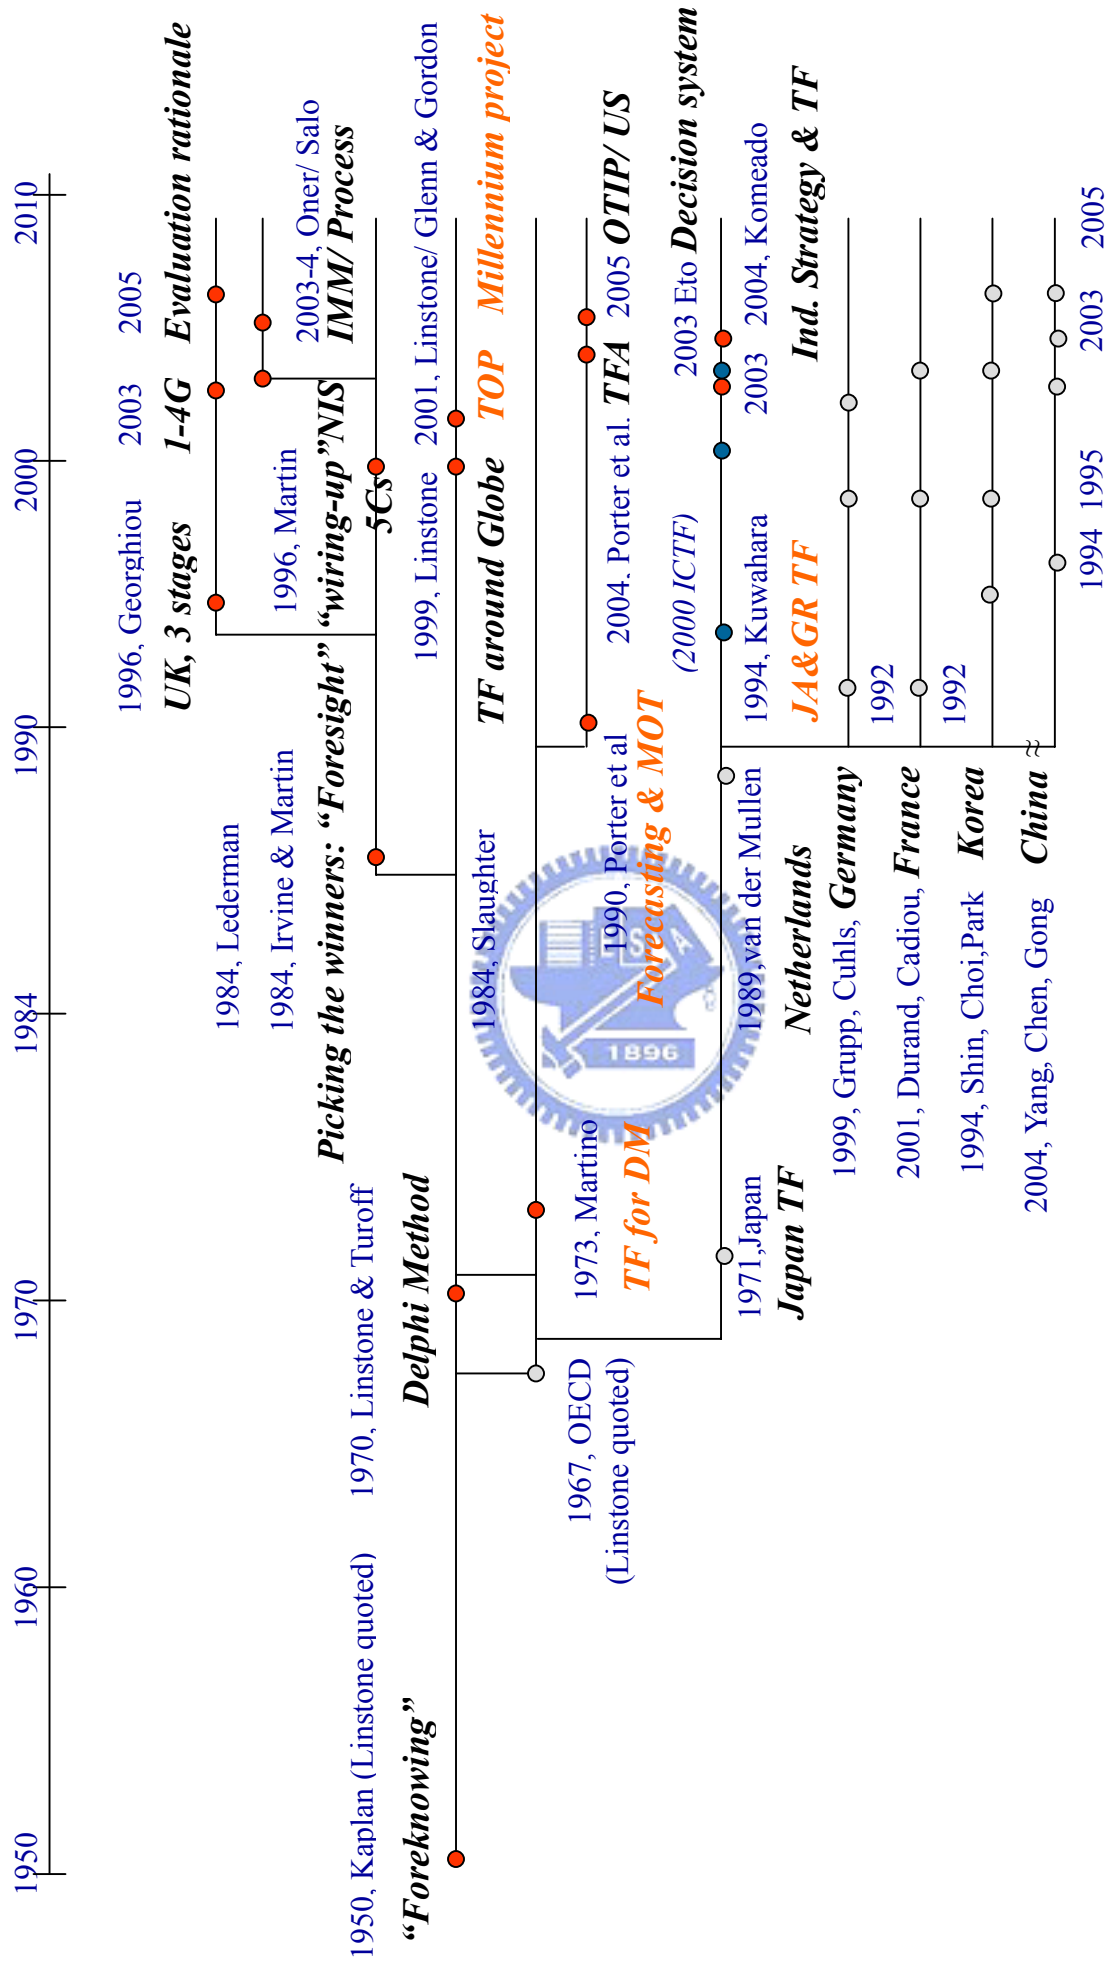 1950
1960
1970
1984
1990
2000
2010
1996, Georghiou
2003
2005
UK, 3 stages
1-4G
Evaluation rationale
1984, Lederman
1984, Irvine & Martin
1996, Martin
2003-4, Oner/ Salo
Picking the winners: “Foresight”
“wiring-up”NIS
IMM/ Process
5Cs
1950, Kaplan (Linstone quoted)
1970, Linstone & Turoff
“Foreknowing”
Delphi Method
1999, Linstone
2001, Linstone/ Glenn & Gordon
1984, Slaughter
TF around Globe
TOP
Millennium project
1967, OECD
(Linstone quoted)
1973, Martino
TF for DM
1990, Porter et al
Forecasting & MOT
2004. Porter et al. TFA
2005 OTIP/ US
LSA
1896
(2000 ICTF)
2003 Eto Decision system
1971,Japan
Japan TF
1989,van der Mullen
Netherlands
1994, Kuwahara
JA&GR TF
2003
2004, Komeado
Ind. Strategy & TF
1999, Grupp, Cuhls, Germany
1992
2001, Durand, Cadiou, France
1992
1994, Shin, Choi,Park
Korea
2004, Yang, Chen, Gong
China
1994
1995
2003
2005